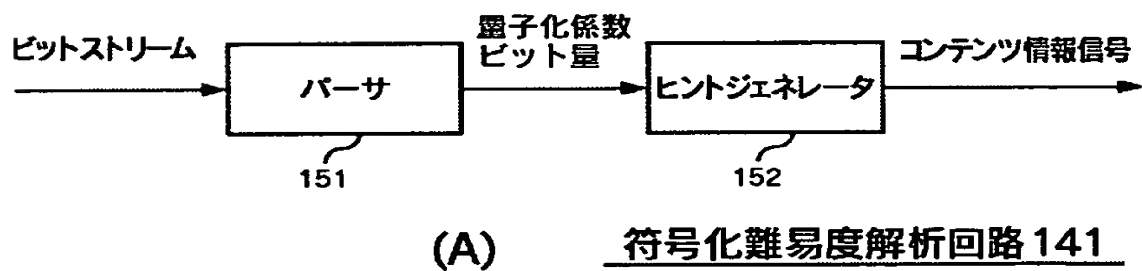 ビットストリーム
パーサ
151
量子化係数
ビット量
ヒントジェネレータ
152
コンテンツ情報信号
(A) 符号化難易度解析回路141